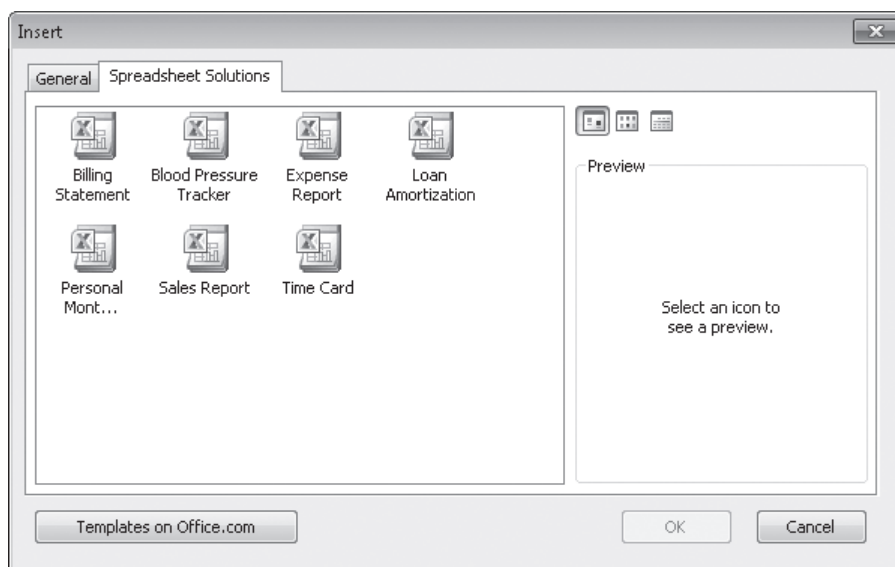 Insert
General
Spreadsheet Solutions
Billing
Statement
Blood Pressure
Tracker
Expense
Report
Loan
Amortization
Personal
Mont...
Sales Report
Time Card
Preview
Select an icon to
see a preview.
Templates on Office.com
OK
Cancel